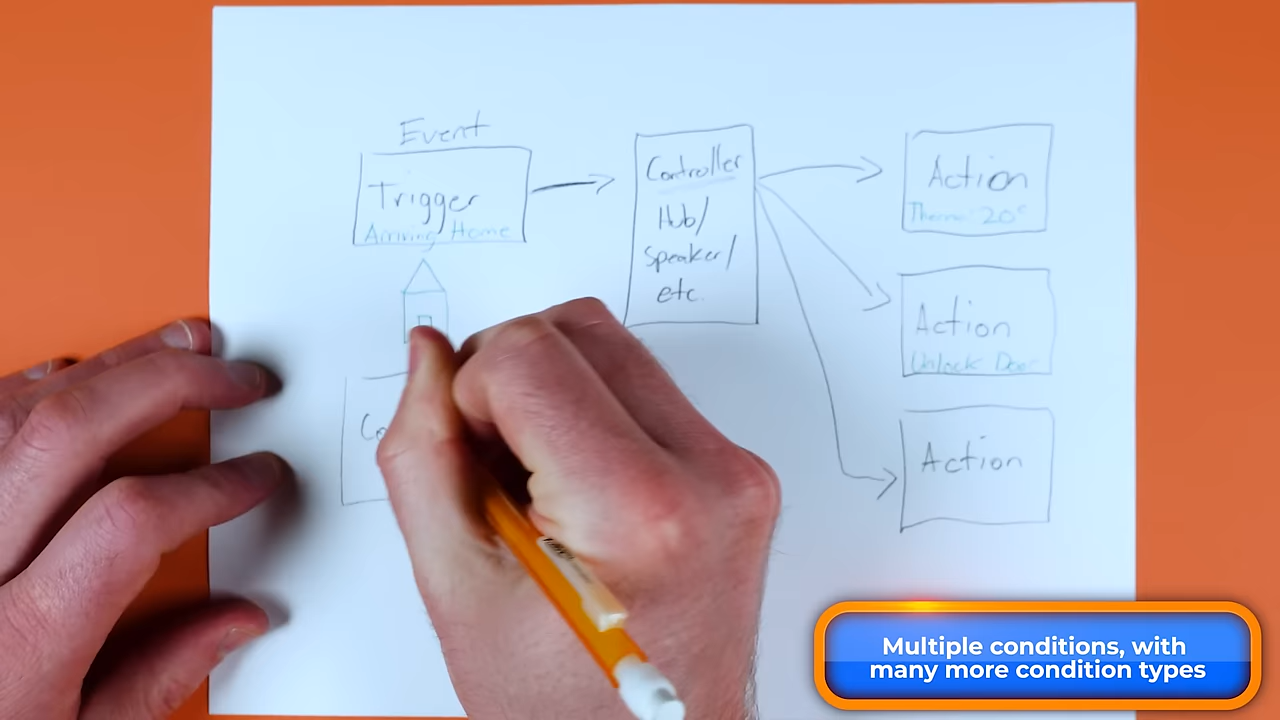 Event
Trigger
Arriving Home
Controller
Hub/
Speaker/
etc.
Action
Thermo: 20°
Action
Unlock Door
Action
Multiple conditions, with
many more condition types